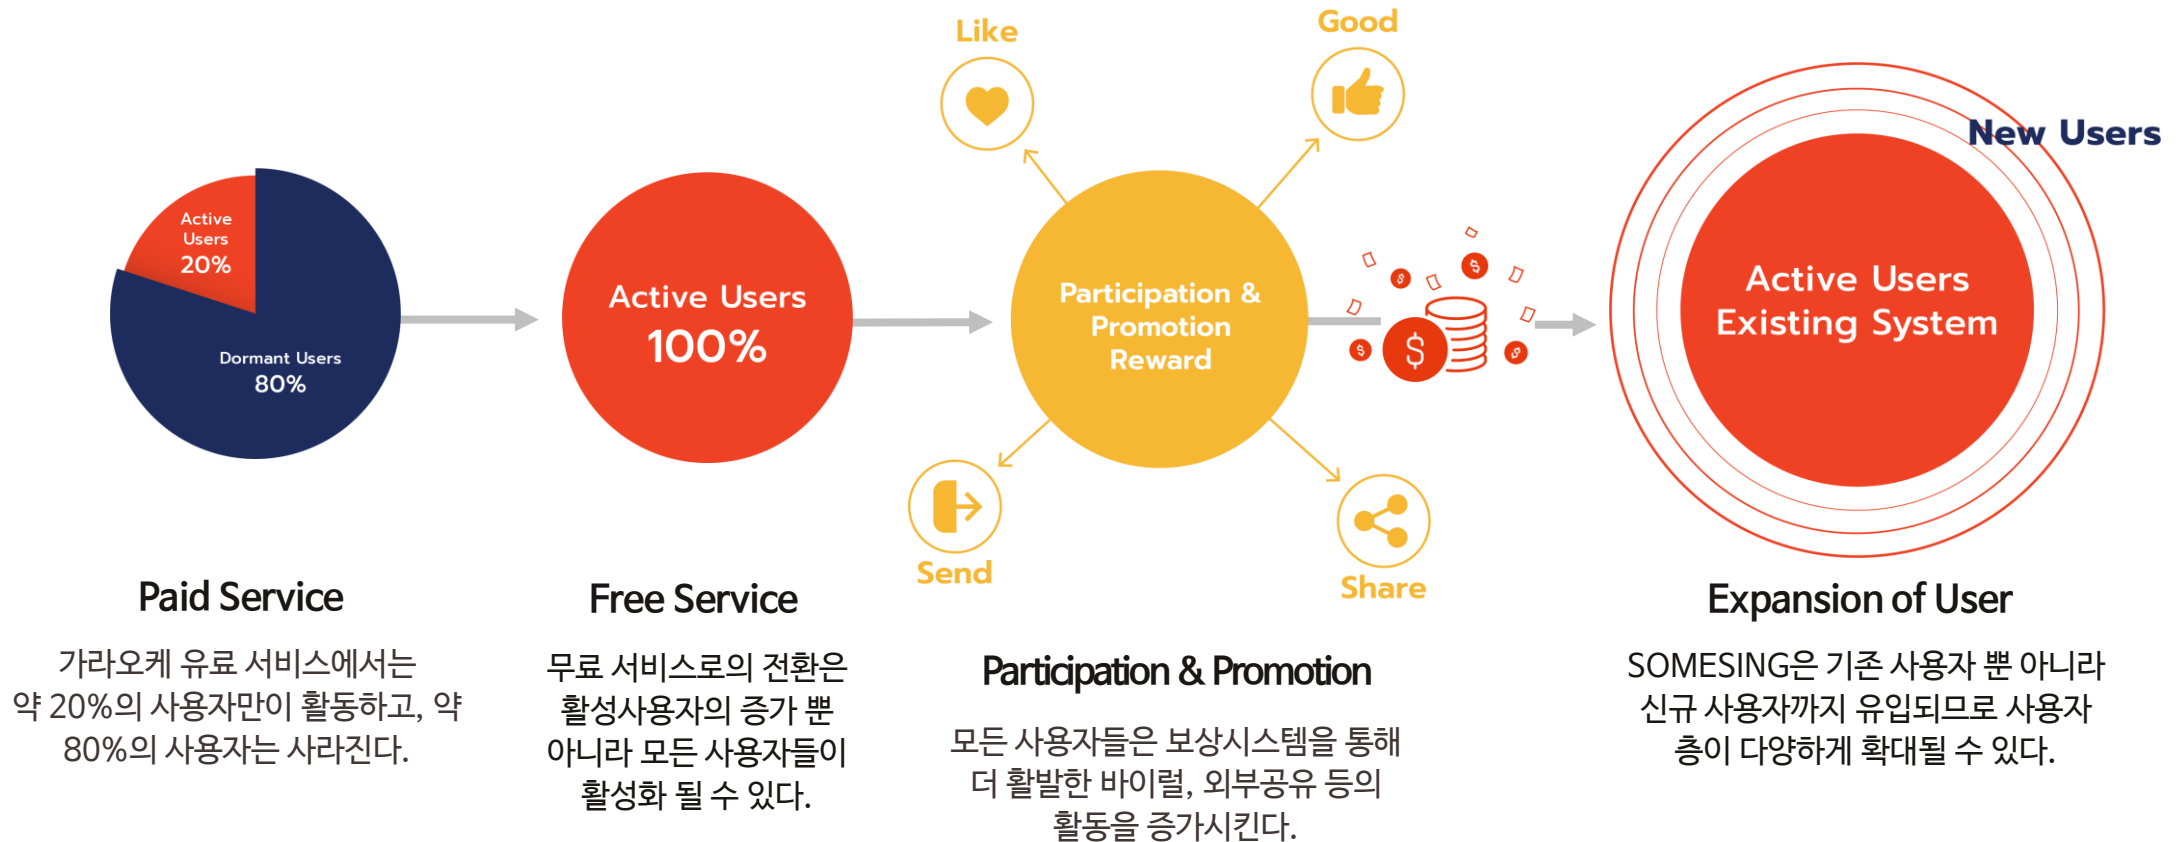 Active
Users
20%
Dormant Users
80%
Paid Service
가라오케 유료 서비스에서는
약 20%의 사용자만이 활동하고, 약
80%의 사용자는 사라진다.
Active Users
100%
Free Service
무료 서비스로의 전환은
활성사용자의 증가 뿐
아니라 모든 사용자들이
활성화 될 수 있다.
Like
Good
Participation &
Promotion
Reward
Send
Share
Participation & Promotion
모든 사용자들은 보상시스템을 통해
더 활발한 바이럴, 외부공유 등의
활동을 증가시킨다.
$
$
$
$
$
New Users
Active Users
Existing System
Expansion of User
SOMESING은 기존 사용자 뿐 아니라
신규 사용자까지 유입되므로 사용자
층이 다양하게 확대될 수 있다.